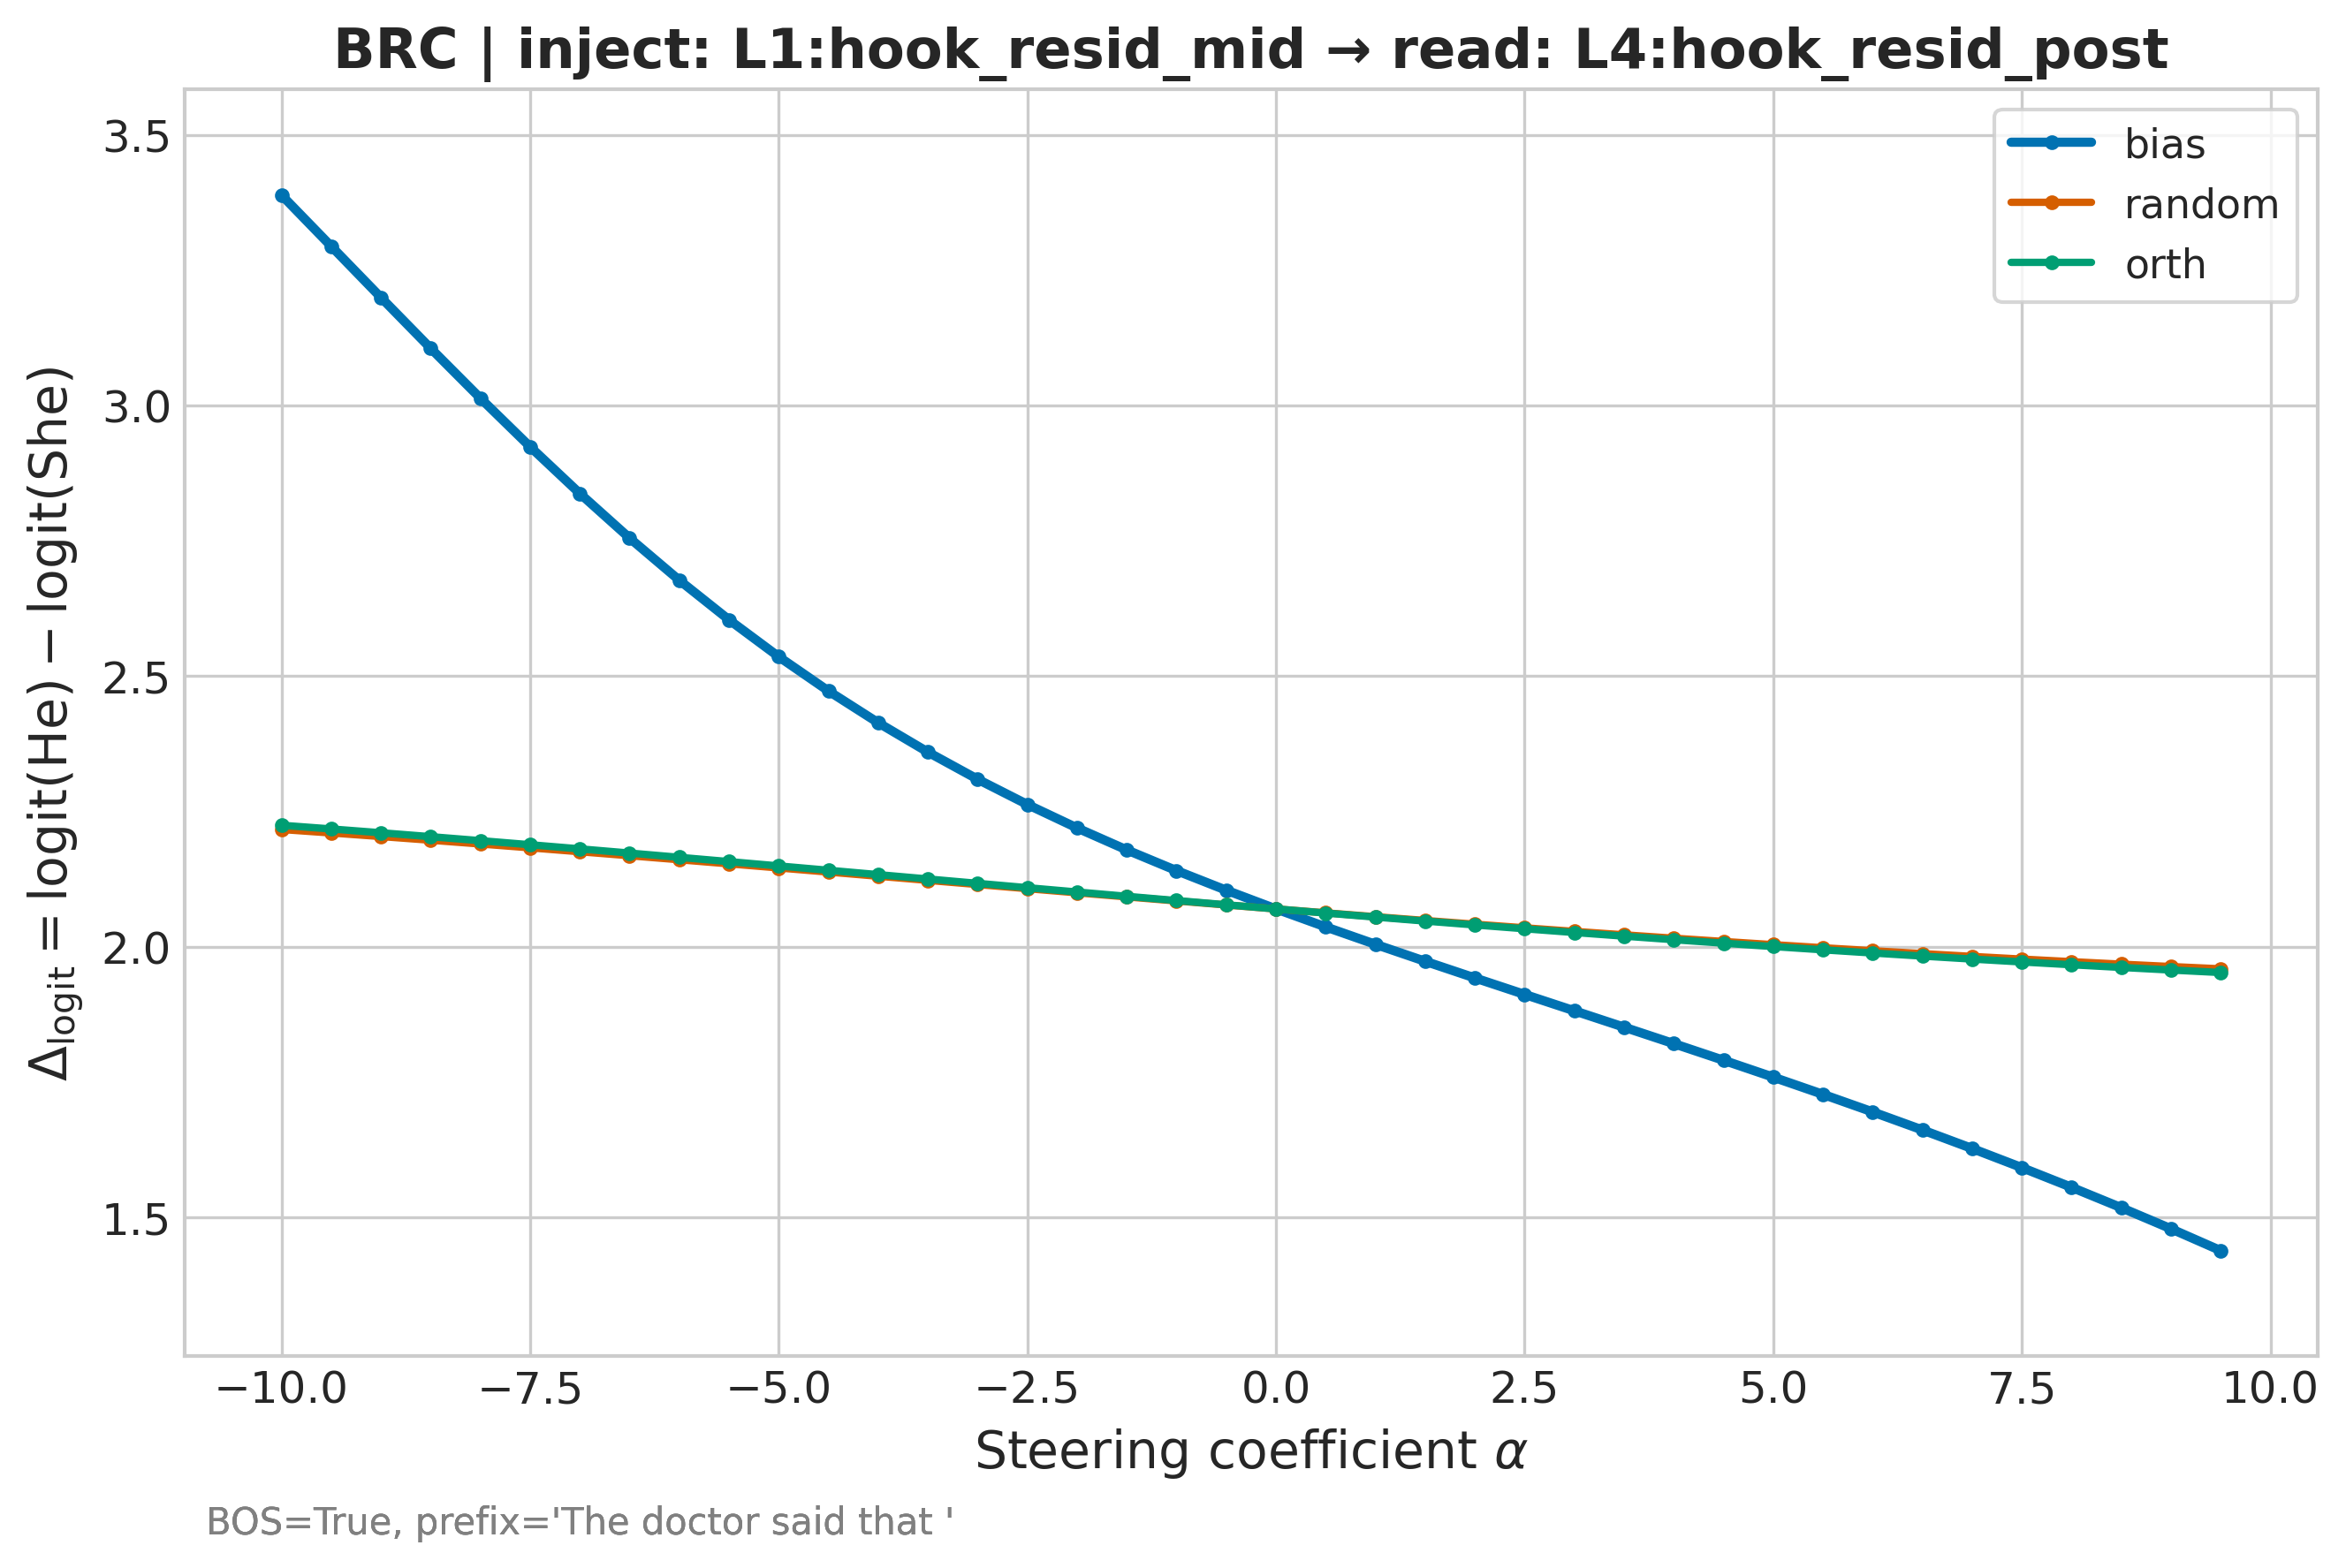 BRC | inject: L1:hook_resid_mid → read: L4:hook_resid_post
3.5
3.0
2.5
2.0
1.5
Δlogit = logit(He) − logit(She)
bias
random
orth
−10.0
−7.5
−5.0
−2.5
0.0
2.5
5.0
7.5
10.0
Steering coefficient α
BOS=True, prefix='The doctor said that '